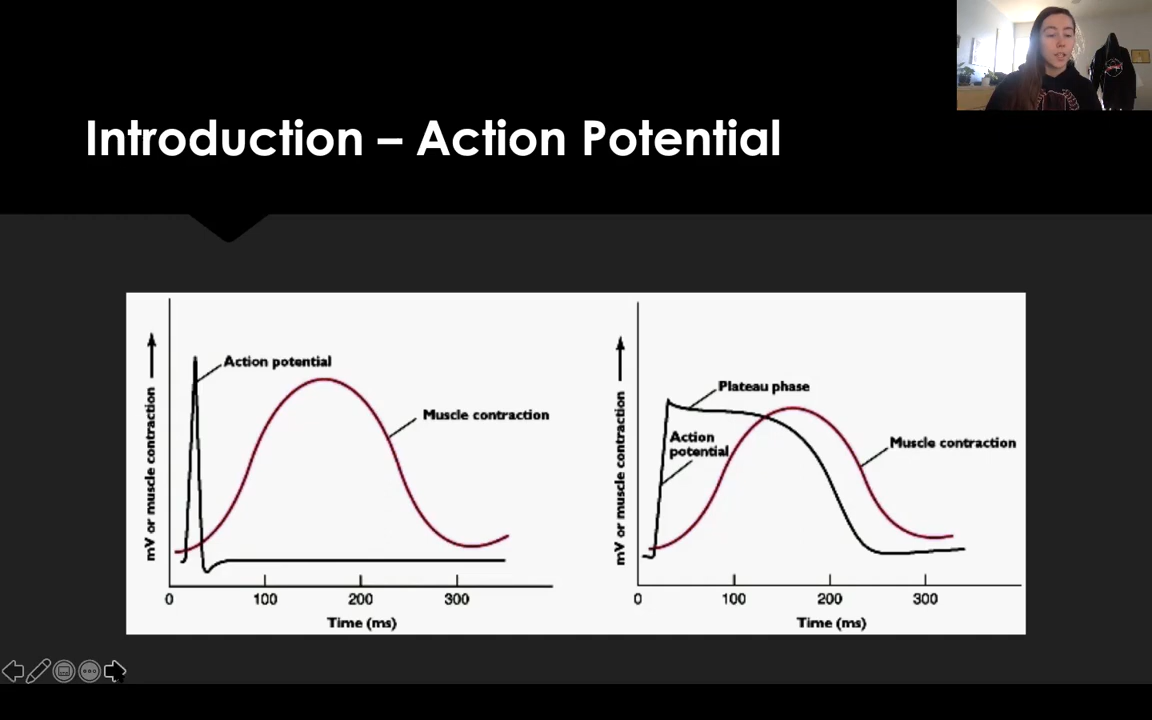 Introduction – Action Potential
Action potential
Muscle contraction
mV or muscle contraction
0 100 200 300
Time (ms)
Plateau phase
Action
potential
Muscle contraction
mV or muscle contraction
0 100 200 300
Time (ms)